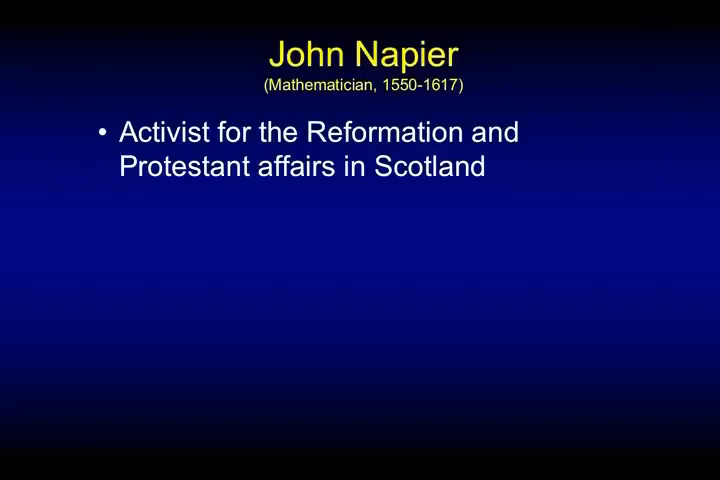 John Napier
(Mathematician, 1550-1617)
• Activist for the Reformation and
Protestant affairs in Scotland